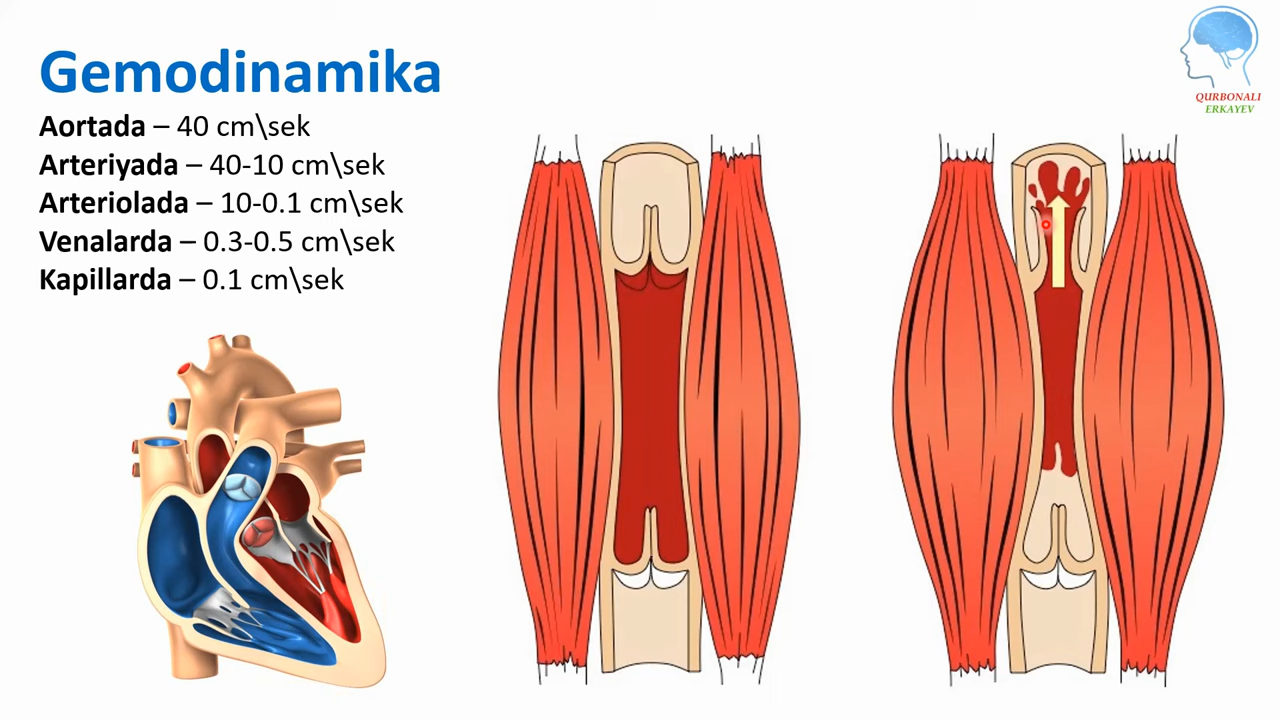 Gemodinamika
Aortada – 40 cm\sek
Arteriyada – 40-10 cm\sek
Arteriolada – 10-0.1 cm\sek
Venalarda – 0.3-0.5 cm\sek
Kapillarda – 0.1 cm\sek
QURBONALI
ERKAYEV